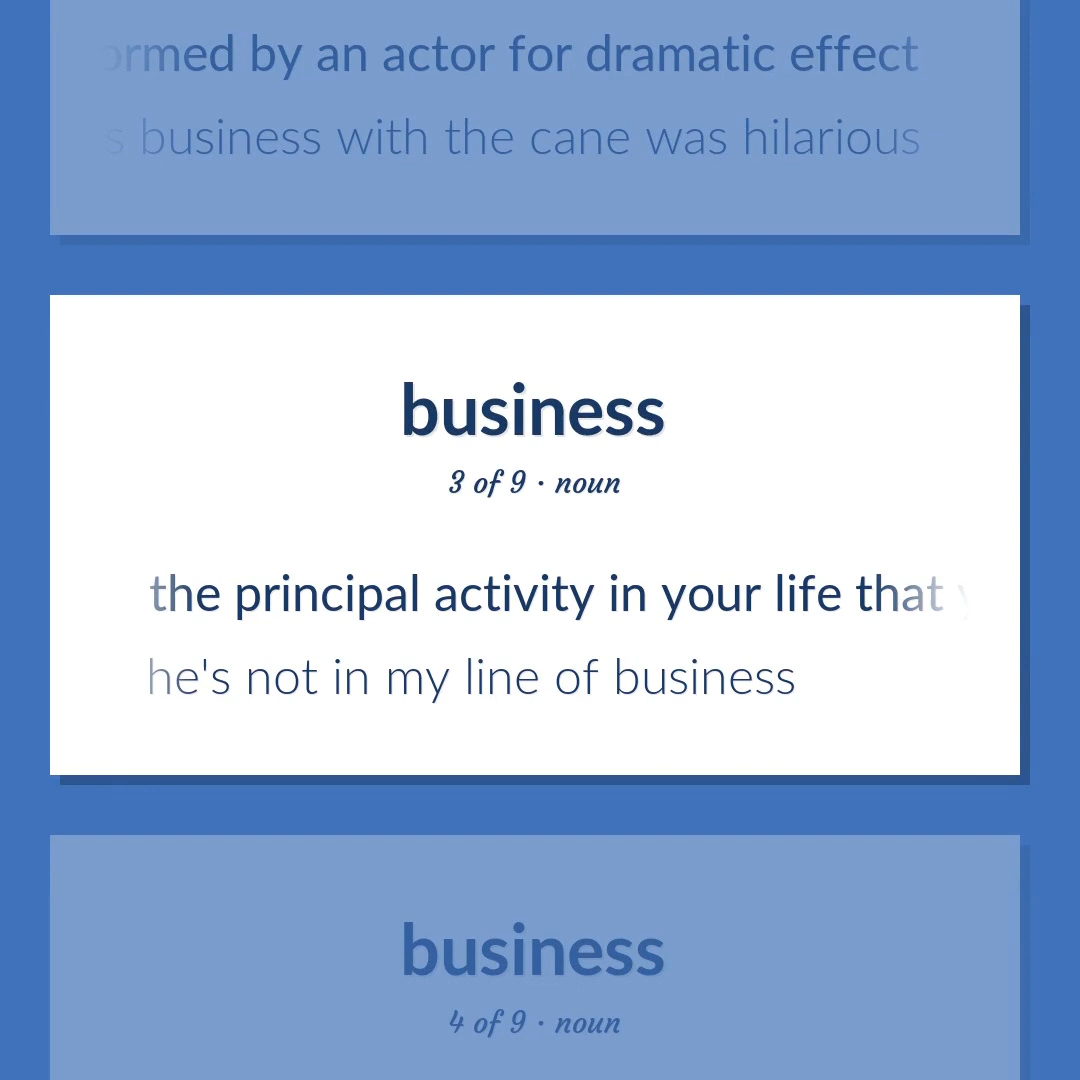 by an actor for dramatic effect
business with the cane was hilarious
business
3 of 9 · noun
the principal activity in your life that
he's not in my line of business
business
4 of 9 · noun